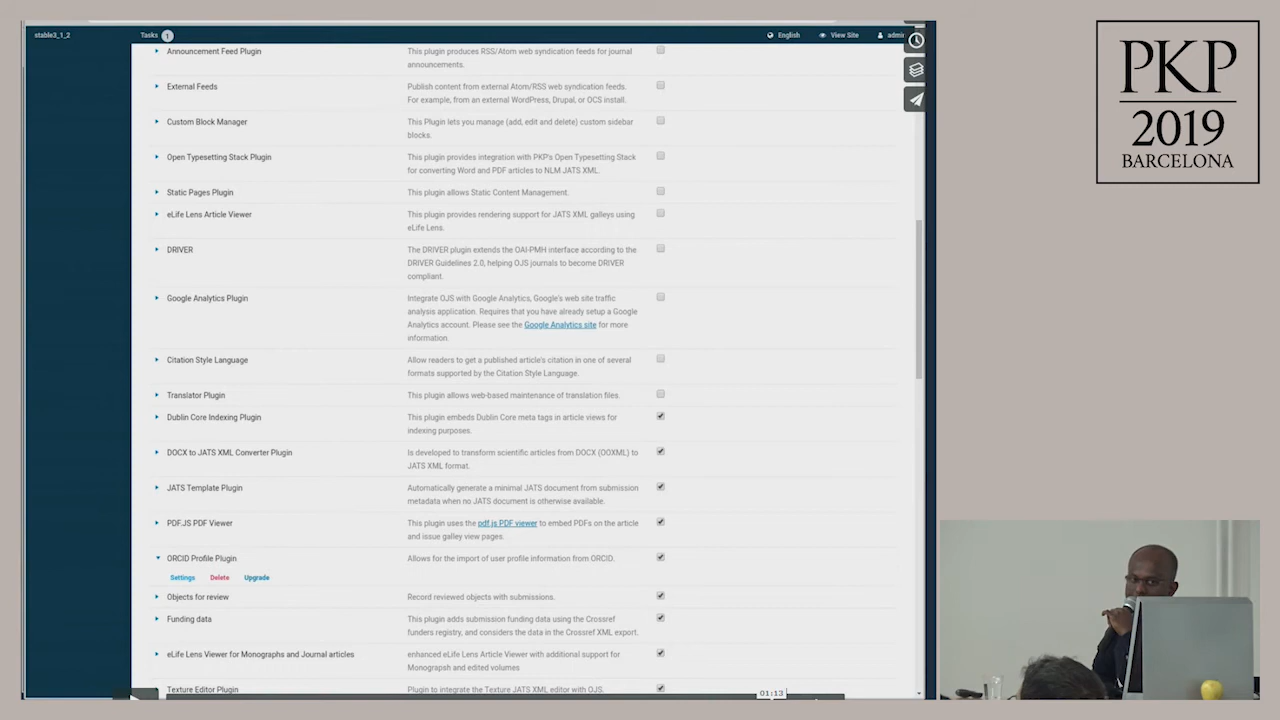 stable3_1_2
Tasks 1
English
View Site
admin
PKP
2019
BARCELONA
Announcement Feed Plugin
This plugin produces RSS/Atom web syndication feeds for journal
announcements.
External Feeds
Publish content from external Atom/RSS web syndication feeds.
For example, from an external WordPress, Drupal, or OCS install.
Custom Block Manager
This Plugin lets you manage (add, edit and delete) custom sidebar
blocks.
Open Typesetting Stack Plugin
This plugin provides integration with PKP's Open Typesetting Stack
for converting Word and PDF articles to NLM JATS XML.
Static Pages Plugin
This plugin allows Static Content Management.
eLife Lens Article Viewer
This plugin provides rendering support for JATS XML galleys using
eLife Lens.
DRIVER
The DRIVER plugin extends the OAI-PMH interface according to the
DRIVER Guidelines 2.0, helping OJS journals to become DRIVER
compliant.
Google Analytics Plugin
Integrate OJS with Google Analytics, Google's web site traffic
analysis application. Requires that you have already setup a Google
Analytics account. Please see the Google Analytics site for more
information.
Citation Style Language
Allow readers to get a published article's citation in one of several
formats supported by the Citation Style Language.
Translator Plugin
This plugin allows web-based maintenance of translation files.
Dublin Core Indexing Plugin
This plugin embeds Dublin Core meta tags in article views for
indexing purposes.
DOCX to JATS XML Converter Plugin
Is developed to transform scientific articles from DOCX (OOXML) to
JATS XML format.
JATS Template Plugin
Automatically generate a minimal JATS document from submission
metadata when no JATS document is otherwise available.
PDF.JS PDF Viewer
This plugin uses the pdf.js PDF viewer to embed PDFs on the article
and issue galley view pages.
ORCID Profile Plugin
Allows for the import of user profile information from ORCID.
Settings Delete Upgrade
Objects for review
Record reviewed objects with submissions.
Funding data
This plugin adds submission funding data using the Crossref
funders registry, and considers the data in the Crossref XML export.
eLife Lens Viewer for Monographs and Journal articles
enhanced eLife Lens Article Viewer with additional support for
Monograpsh and edited volumes
Texture Editor Plugin
Plugin to integrate the Texture JATS XML editor with OJS.
01:13